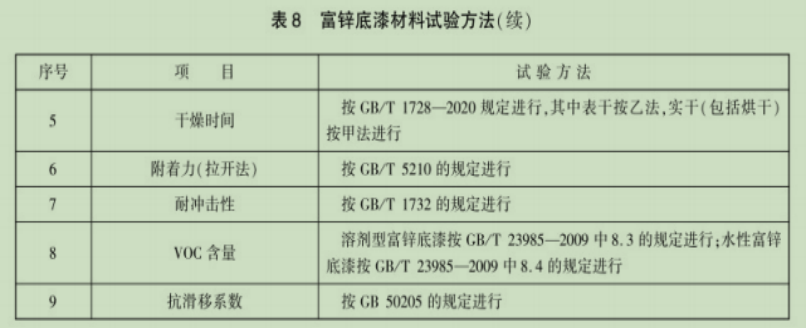 表8 富锌底漆材料试验方法(续)
序号 项 目 试验方法
5 干燥时间 按 GB/T 1728—2020 规定进行,其中表干按乙法,实干(包括烘干)
按甲法进行
6 附着力(拉开法) 按 GB/T 5210 的规定进行
7 耐冲击性 按 GB/T 1732 的规定进行
8 VOC 含量 溶剂型富锌底漆按 GB/T 23985—2009 中 8.3 的规定进行;水性富锌
底漆按 GB/T 23985—2009 中 8.4 的规定进行
9 抗滑移系数 按 GB 50205 的规定进行